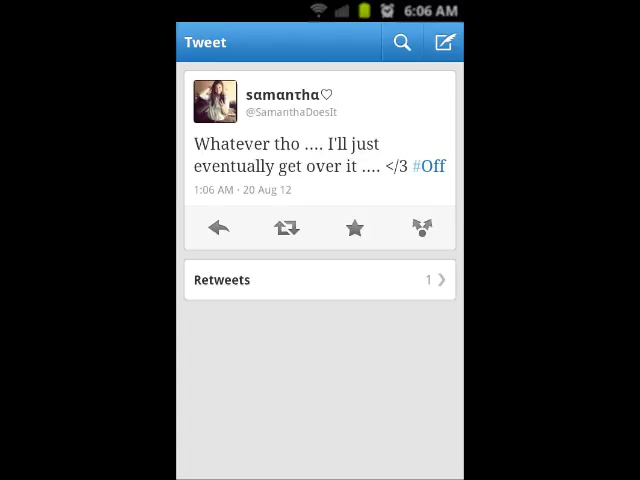 6:06 AM
Tweet
sαmαnτhα♡
@SamanthaDoesIt
Whatever tho .... I'll just
eventually get over it .... </3 #Off
1:06 AM · 20 Aug 12
Retweets 1